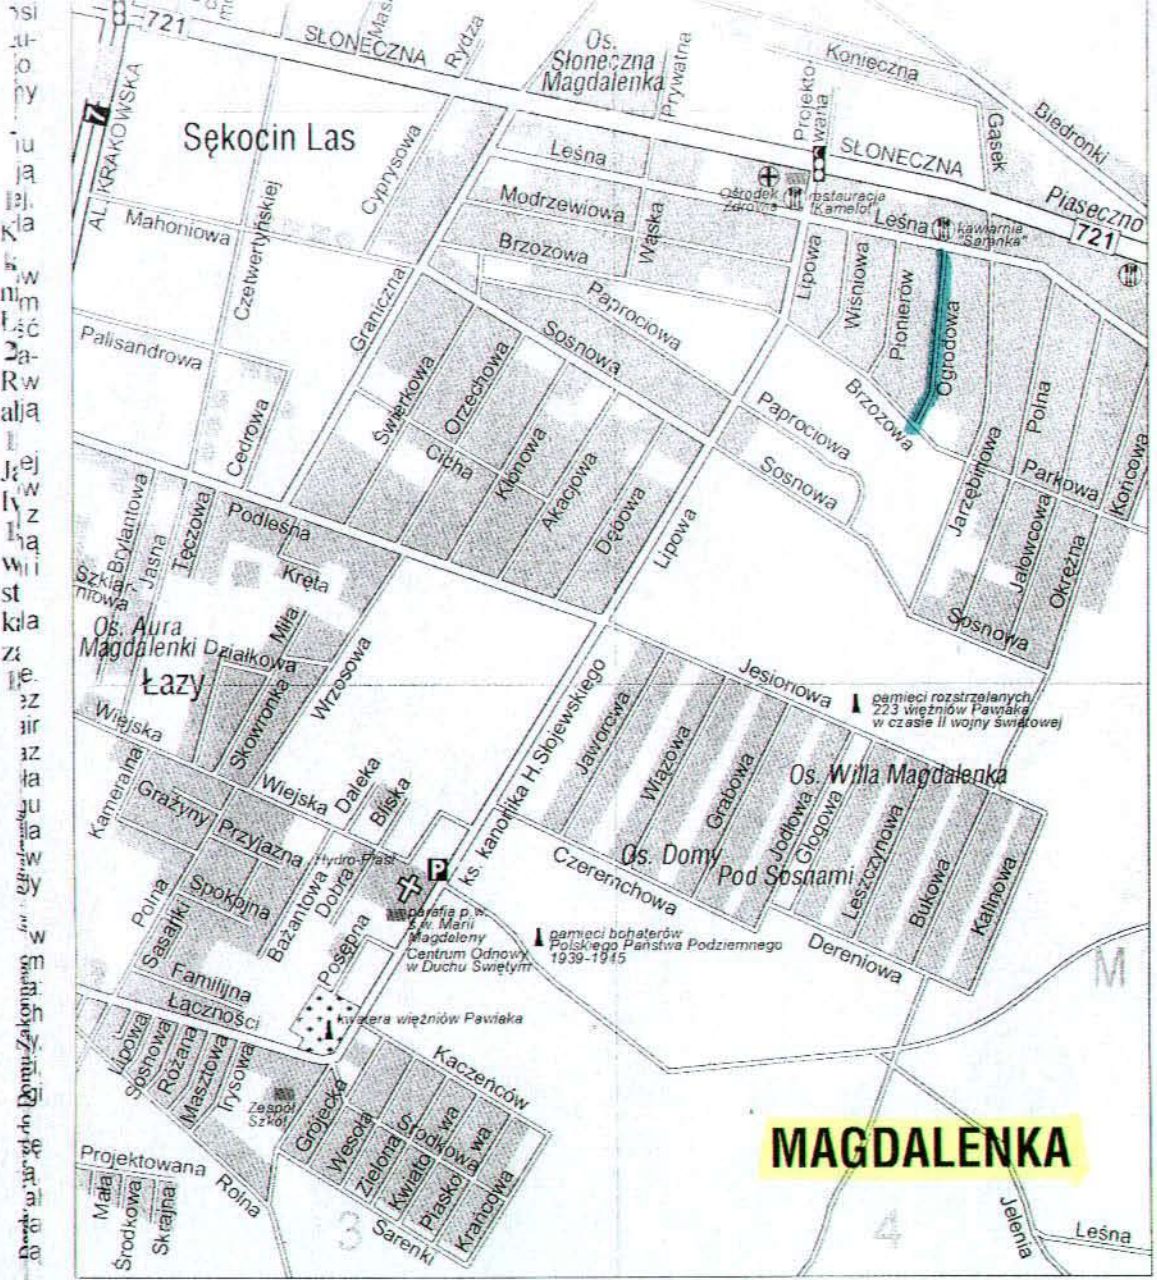 721
SŁONECZNA
Rydza
Os.
Słoneczna
Magdalenka
Prywatna
Projekto-
wana
Konieczna
Gąsek
Biedronki
Piaseczno
721
7
AL. KRAKOWSKA
Sękocin Las
Cyprysowa
Leśna
SŁONECZNA
Ośrodek
Zdrowia
restauracja
"Kamelot"
Modrzewiowa
Wąska
Brzozowa
Leśna
kawiarnia
"Sarenka"
Mahoniowa
Czetwertyńskiej
Graniczna
Lipowa
Wiśniowa
Pionierów
Ogrodowa
Palisandrowa
Paprociowa
Sosnowa
Świerkowa
Orzechowa
Cicha
Klonowa
Akacjowa
Dębowa
Cedrowa
Brzozowa
Paprociowa
Sosnowa
Polna
Parkowa
Końcowa
Jarzębinowa
Jałowcowa
Okrężna
Sosnowa
Lipowa
Brylantowa
Jasna
Tęczowa
Podleśna
Kręta
Szklar-
niowa
Os. Aura
Magdalenki
Działkowa
Miła
Łazy
Skowronka
Wrzosowa
Wiejska
Kameralna
Wiejska
Daleka
Bliska
Grażyny
Przyjazna
Hydro-Plast
Spokojna
Bażantowa
Dobra
Polna
Sasanki
Posępna
Familijna
Łączności
P
ks. kanonika H.Słojewskiego
parafia p.w.
św. Marii
Magdaleny
Centrum Odnowy
w Duchu Świętym
Jesionowa
pamięci rozstrzelanych
223 więźniów Pawiaka
w czasie II wojny światowej
Jaworowa
Wiązowa
Grabowa
Os. Willa Magdalenka
Jodłowa
Głogowa
Leszczynowa
Bukowa
Kalinowa
Os. Domy
Pod Sosnami
Czeremchowa
Dereniowa
pamięci bohaterów
Polskiego Państwa Podziemnego
1939-1945
M
kwatera więźniów Pawiaka
Lipowa
Sosnowa
Różana
Masztowa
Irysowa
Zespół
Szkół
Grójecka
Wesoła
Zielona
Kwiatowa
Środkowa
Piaskowa
Krańcowa
Kaczeńców
Sarenki
Projektowana
Rolna
Mała
Środkowa
Skrajna
3
4
MAGDALENKA
Jelenia
Leśna